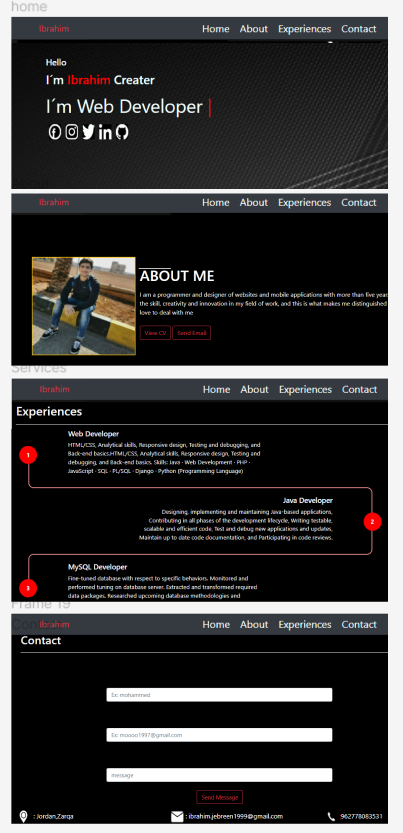 home
Ibrahim Home About Experiences Contact
Hello
I´m Ibrahim Creater
I´m Web Developer |
Ibrahim Home About Experiences Contact
ABOUT ME
I am a programmer and designer of websites and mobile applications with more than five year
the skill, creativity and innovation in my field of work, and this is what makes me distinguished
love to deal with me
View CV Send Email
Services
Ibrahim Home About Experiences Contact
Experiences
Web Developer
HTML/CSS, Analytical skills, Responsive design, Testing and debugging, and
Back-end basics.HTML/CSS, Analytical skills, Responsive design, Testing and
debugging, and Back-end basics. Skills: Java · Web Development · PHP ·
JavaScript · SQL · PL/SQL · Django · Python (Programming Language)
1
Java Developer
Designing, implementing and maintaining Java-based applications,
Contributing in all phases of the development lifecycle, Writing testable,
scalable and efficient code, Test and debug new applications and updates,
Maintain up to date code documentation, and Participating in code reviews.
2
MySQL Developer
Fine-tuned database with respect to specific behaviors. Monitored and
performed tuning on database server. Extracted and transformed required
data packages. Researched upcoming database methodologies and
3
Frame 19
Ibrahim Home About Experiences Contact
Contact
Ex: mohammed
Ex: moooo1997@gmail.com
message
Send Message
: Jordan,Zarqa : ibrahim.jebreen1999@gmail.com 962778083531